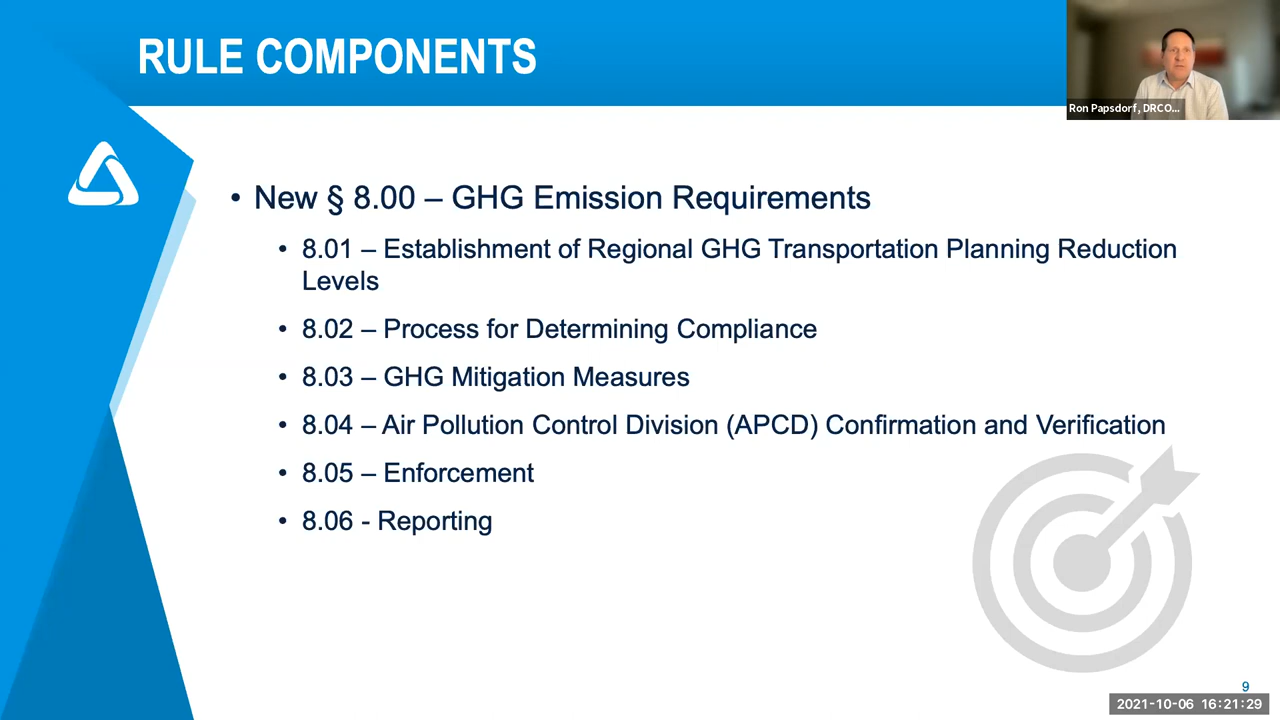 RULE COMPONENTS
Ron Papsdorf, DRCO...
• New § 8.00 – GHG Emission Requirements
• 8.01 – Establishment of Regional GHG Transportation Planning Reduction
Levels
• 8.02 – Process for Determining Compliance
• 8.03 – GHG Mitigation Measures
• 8.04 – Air Pollution Control Division (APCD) Confirmation and Verification
• 8.05 – Enforcement
• 8.06 - Reporting
9
2021-10-06 16:21:29